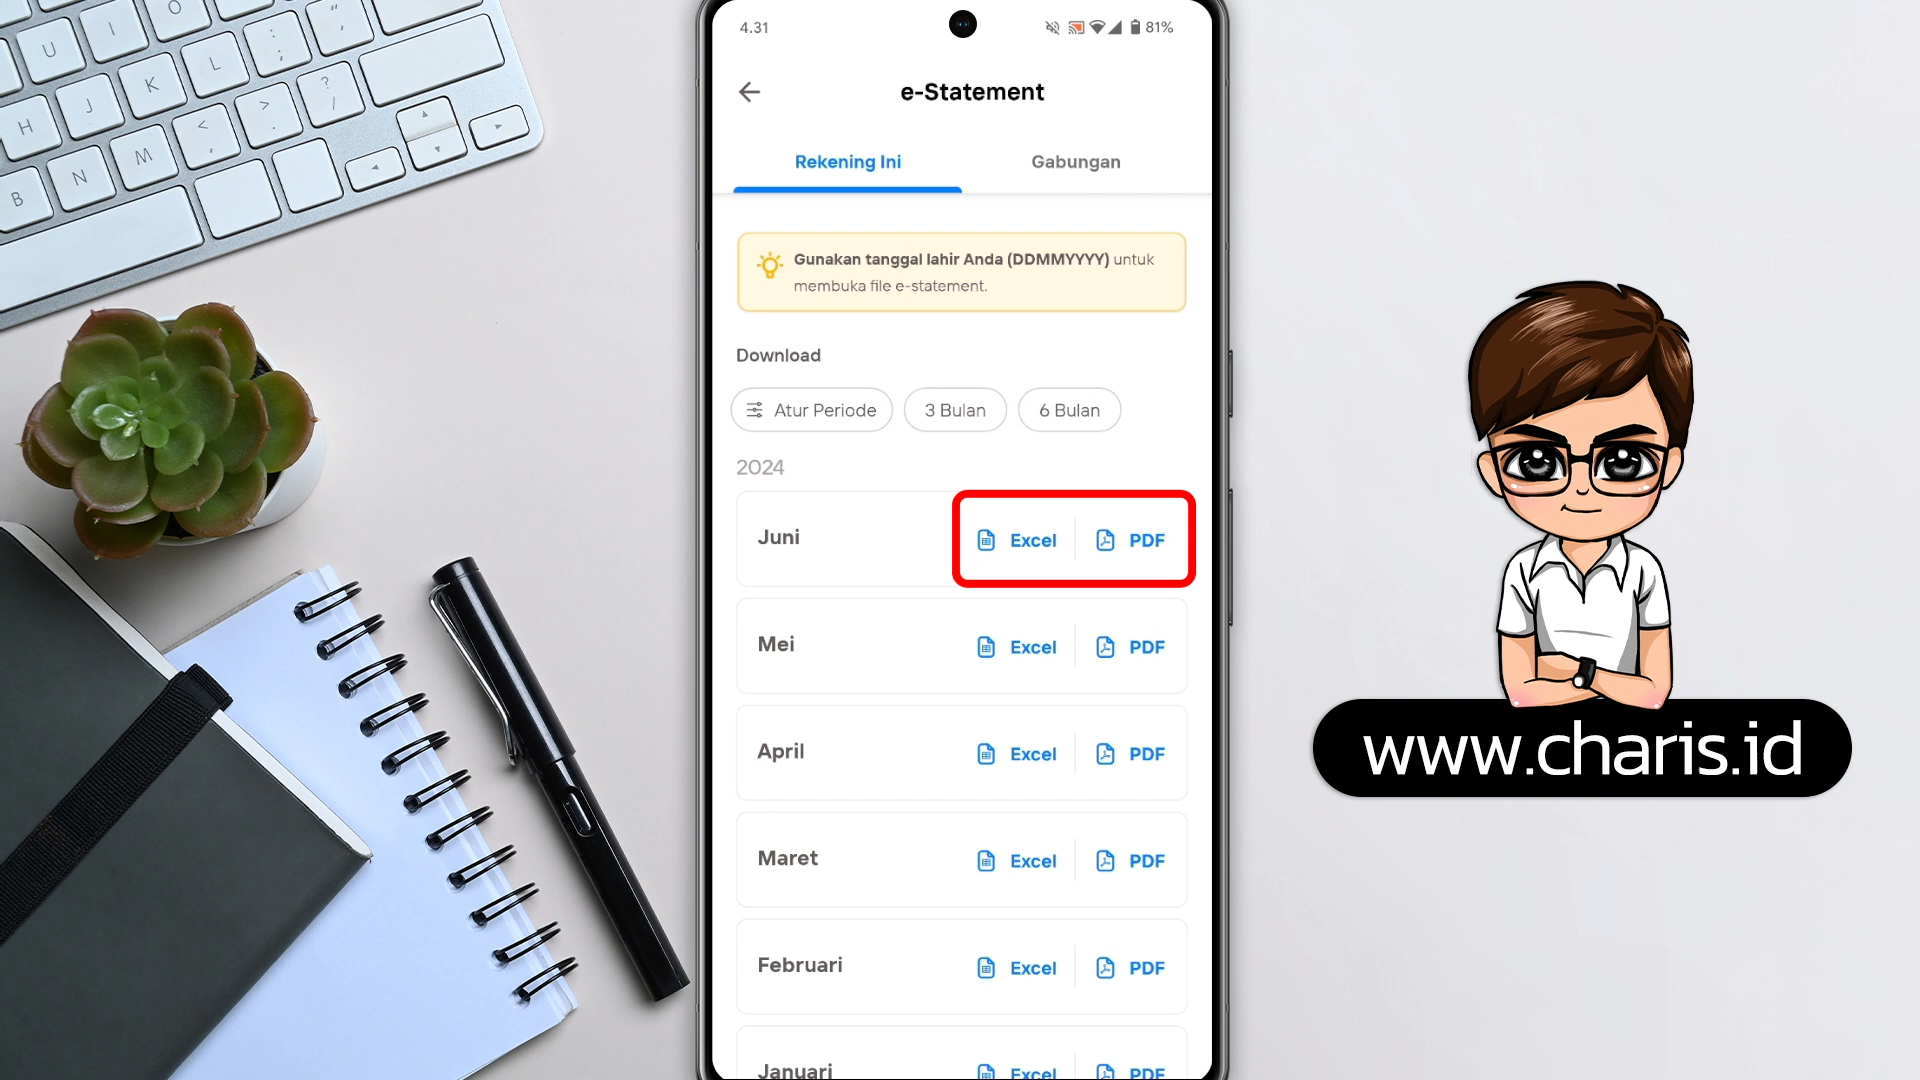 4.31
81%
e-Statement
Rekening Ini
Gabungan
Gunakan tanggal lahir Anda (DDMMYYYY) untuk
membuka file e-statement.
Download
Atur Periode
3 Bulan
6 Bulan
2024
Juni
Excel
PDF
Mei
Excel
PDF
April
Excel
PDF
Maret
Excel
PDF
Februari
Excel
PDF
Januari
Excel
PDF
www.charis.id
U
I
O
H
J
K
L
:
;
"
'
B
N
M
<
,
>
.
?
/